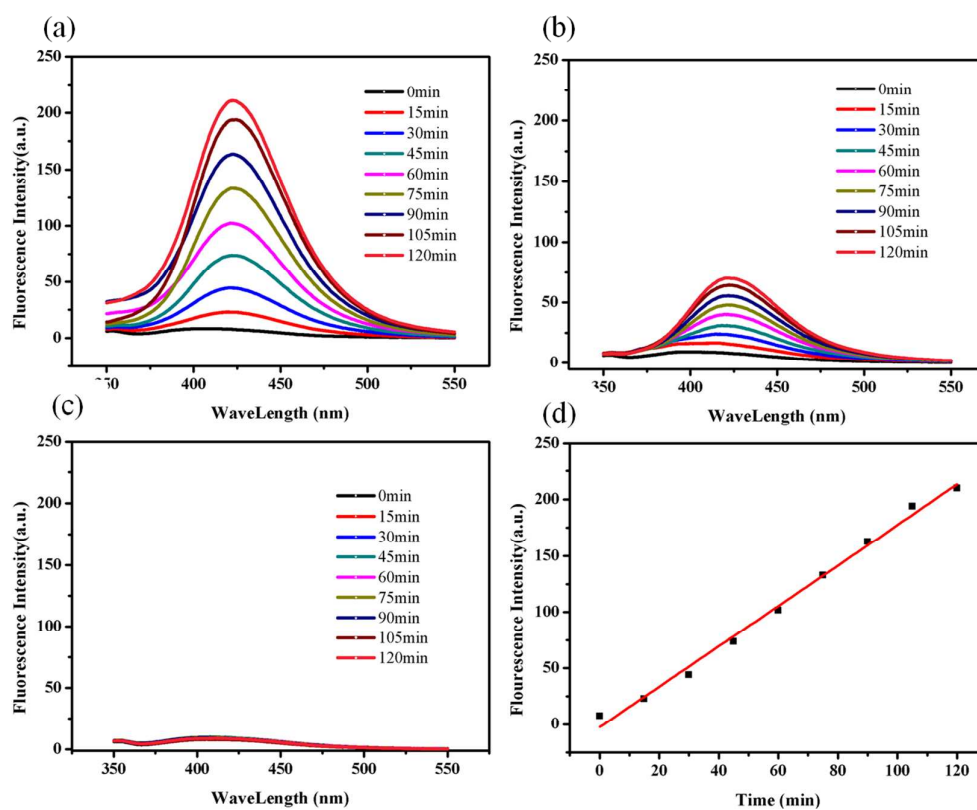 (a)
250
200
150
100
50
0
Fluorescence Intensity(a.u.)
0min
15min
30min
45min
60min
75min
90min
105min
120min
400
450
500
550
WaveLength (nm)
(b)
250
200
150
100
50
0
Fluorescence Intensity(a.u.)
0min
15min
30min
45min
60min
75min
90min
105min
120min
350
400
450
500
550
WaveLength (nm)
(c)
250
200
150
100
50
0
Fluorescence Intensity(a.u.)
0min
15min
30min
45min
60min
75min
90min
105min
120min
350
400
450
500
550
WaveLength (nm)
(d)
250
200
150
100
50
0
Flourescence Intensity(a.u.)
0
20
40
60
80
100
120
Time (min)